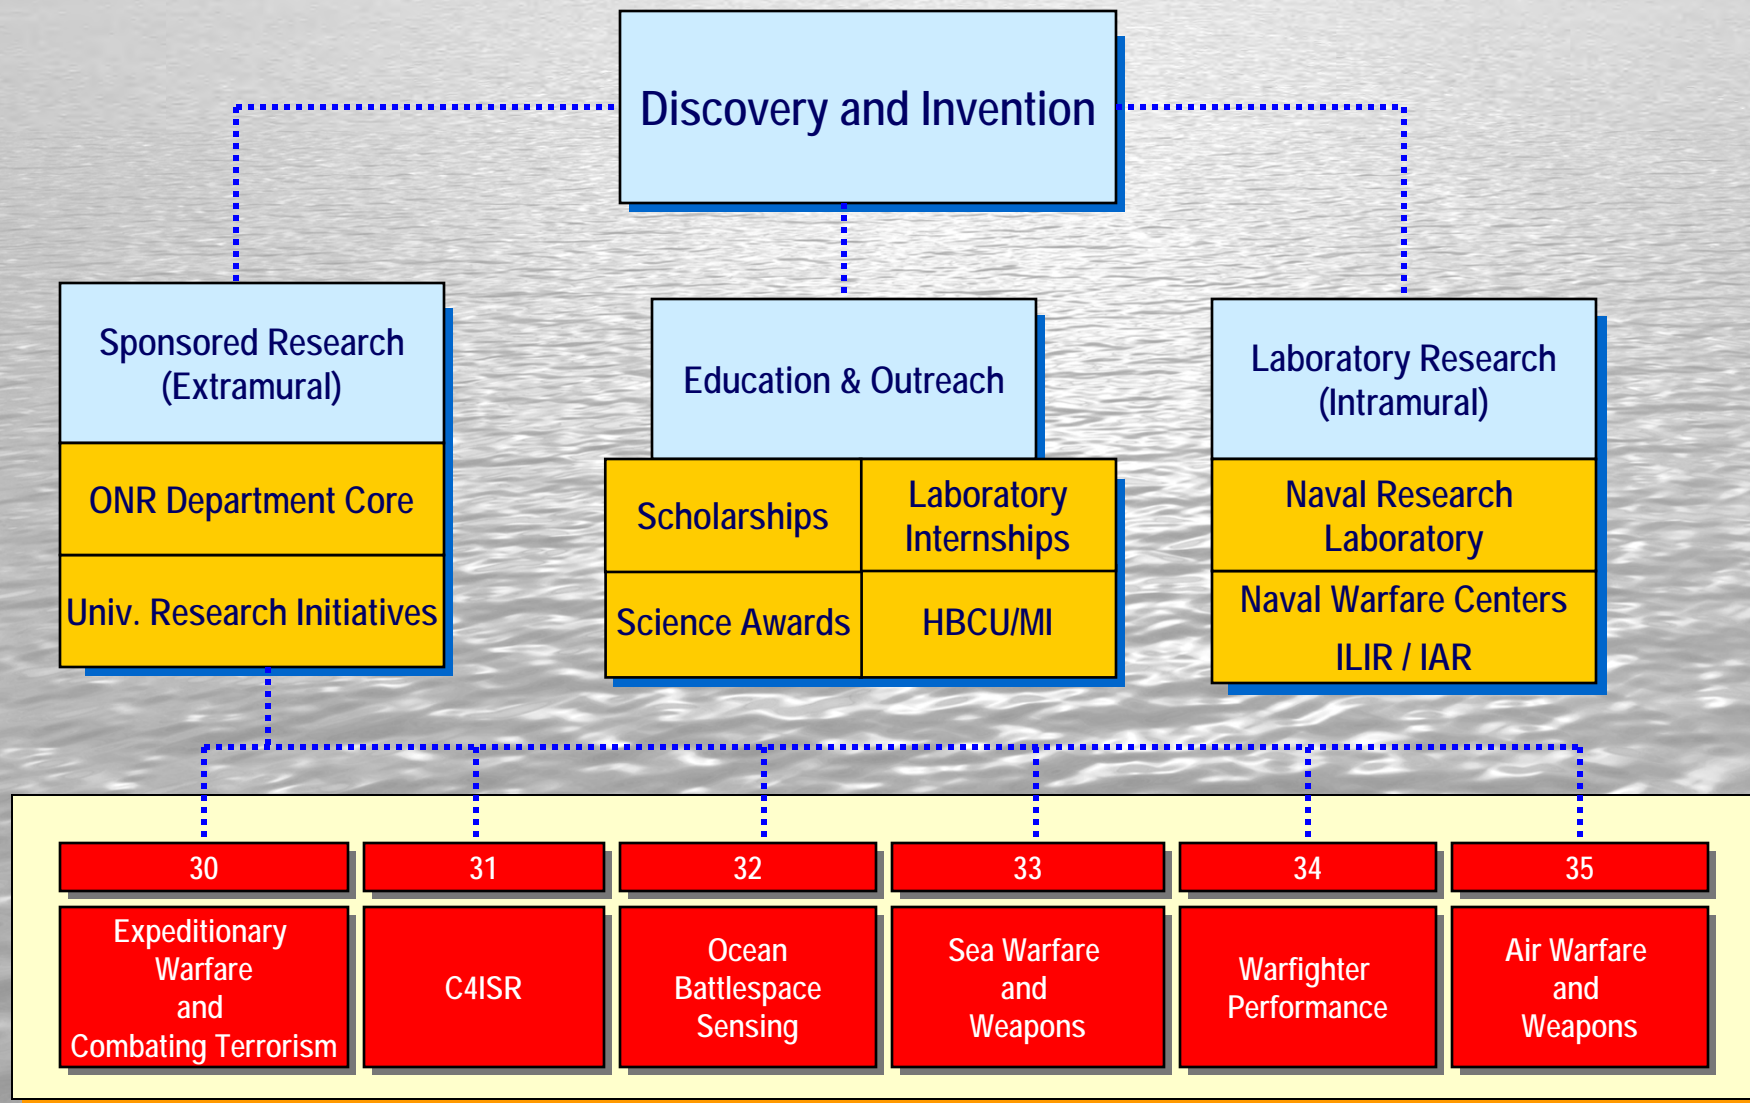 Discovery and Invention
Sponsored Research
(Extramural)
ONR Department Core
Univ. Research Initiatives
Education & Outreach
Scholarships
Laboratory
Internships
Science Awards
HBCU/MI
Laboratory Research
(Intramural)
Naval Research
Laboratory
Naval Warfare Centers
ILIR / IAR
30
Expeditionary
Warfare
and
Combating Terrorism
31
C4ISR
32
Ocean
Battlespace
Sensing
33
Sea Warfare
and
Weapons
34
Warfighter
Performance
35
Air Warfare
and
Weapons